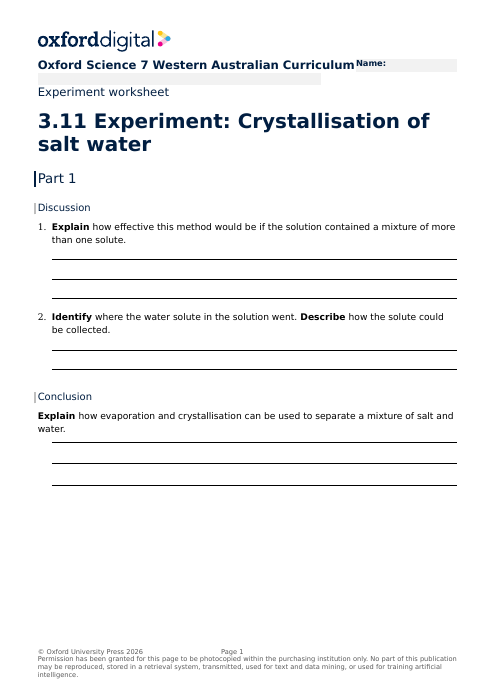 oxforddigital
Oxford Science 7 Western Australian Curriculum Name:
Experiment worksheet
3.11 Experiment: Crystallisation of
salt water
Part 1
Discussion
1. Explain how effective this method would be if the solution contained a mixture of more
than one solute.
2. Identify where the water solute in the solution went. Describe how the solute could
be collected.
Conclusion
Explain how evaporation and crystallisation can be used to separate a mixture of salt and
water.
© Oxford University Press 2026 Page 1
Permission has been granted for this page to be photocopied within the purchasing institution only. No part of this publication
may be reproduced, stored in a retrieval system, transmitted, used for text and data mining, or used for training artificial
intelligence.